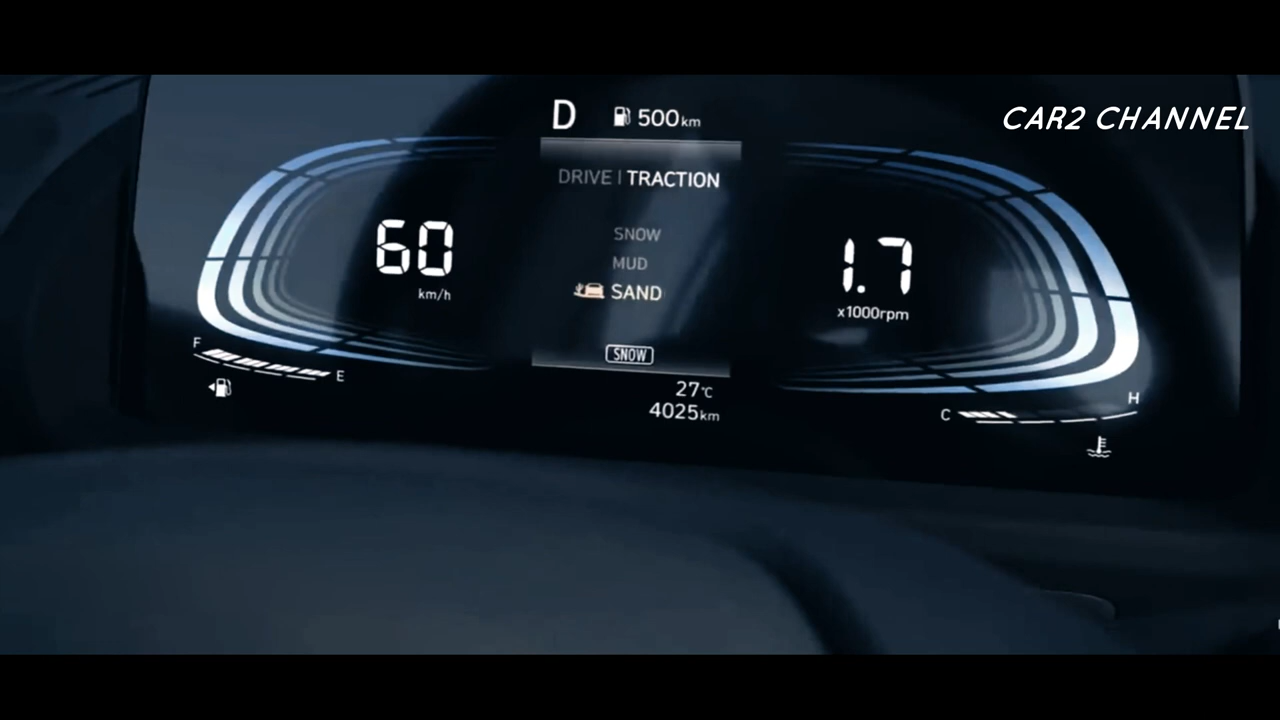 D 500km
CAR2 CHANNEL
DRIVE | TRACTION
60
km/h
SNOW
MUD
SAND
1.7
x1000rpm
SNOW
F
E
27°C
4025km
C
H